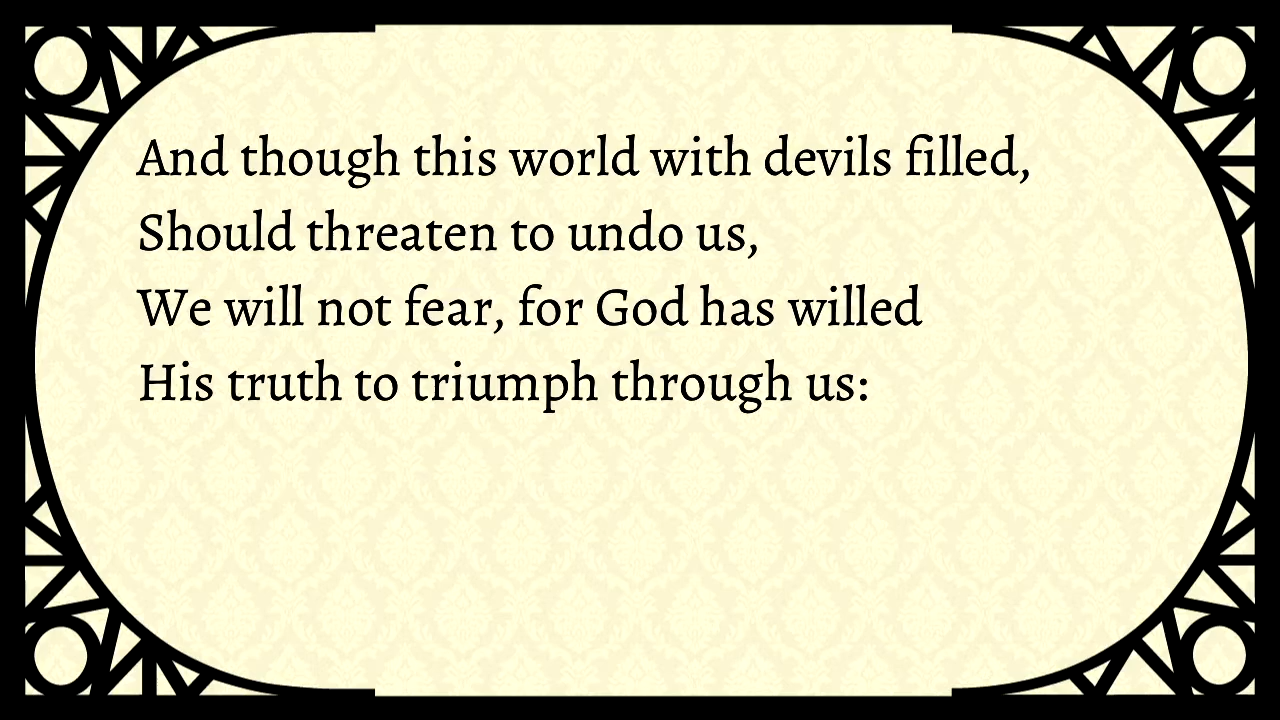 And though this world with devils filled,
Should threaten to undo us,
We will not fear, for God has willed
His truth to triumph through us: